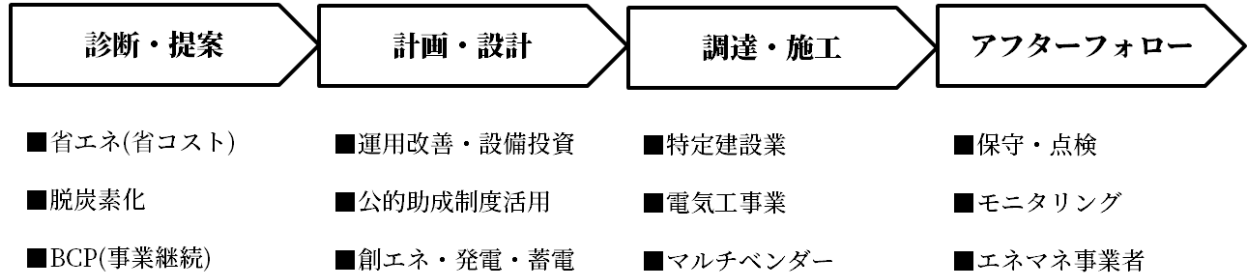 診断・提案
計画・設計
調達・施工
アフターフォロー
■省エネ(省コスト)
■運用改善・設備投資
■特定建設業
■保守・点検
■脱炭素化
■公的助成制度活用
■電気工事業
■モニタリング
■BCP(事業継続)
■創エネ・発電・蓄電
■マルチベンダー
■エネマネ事業者